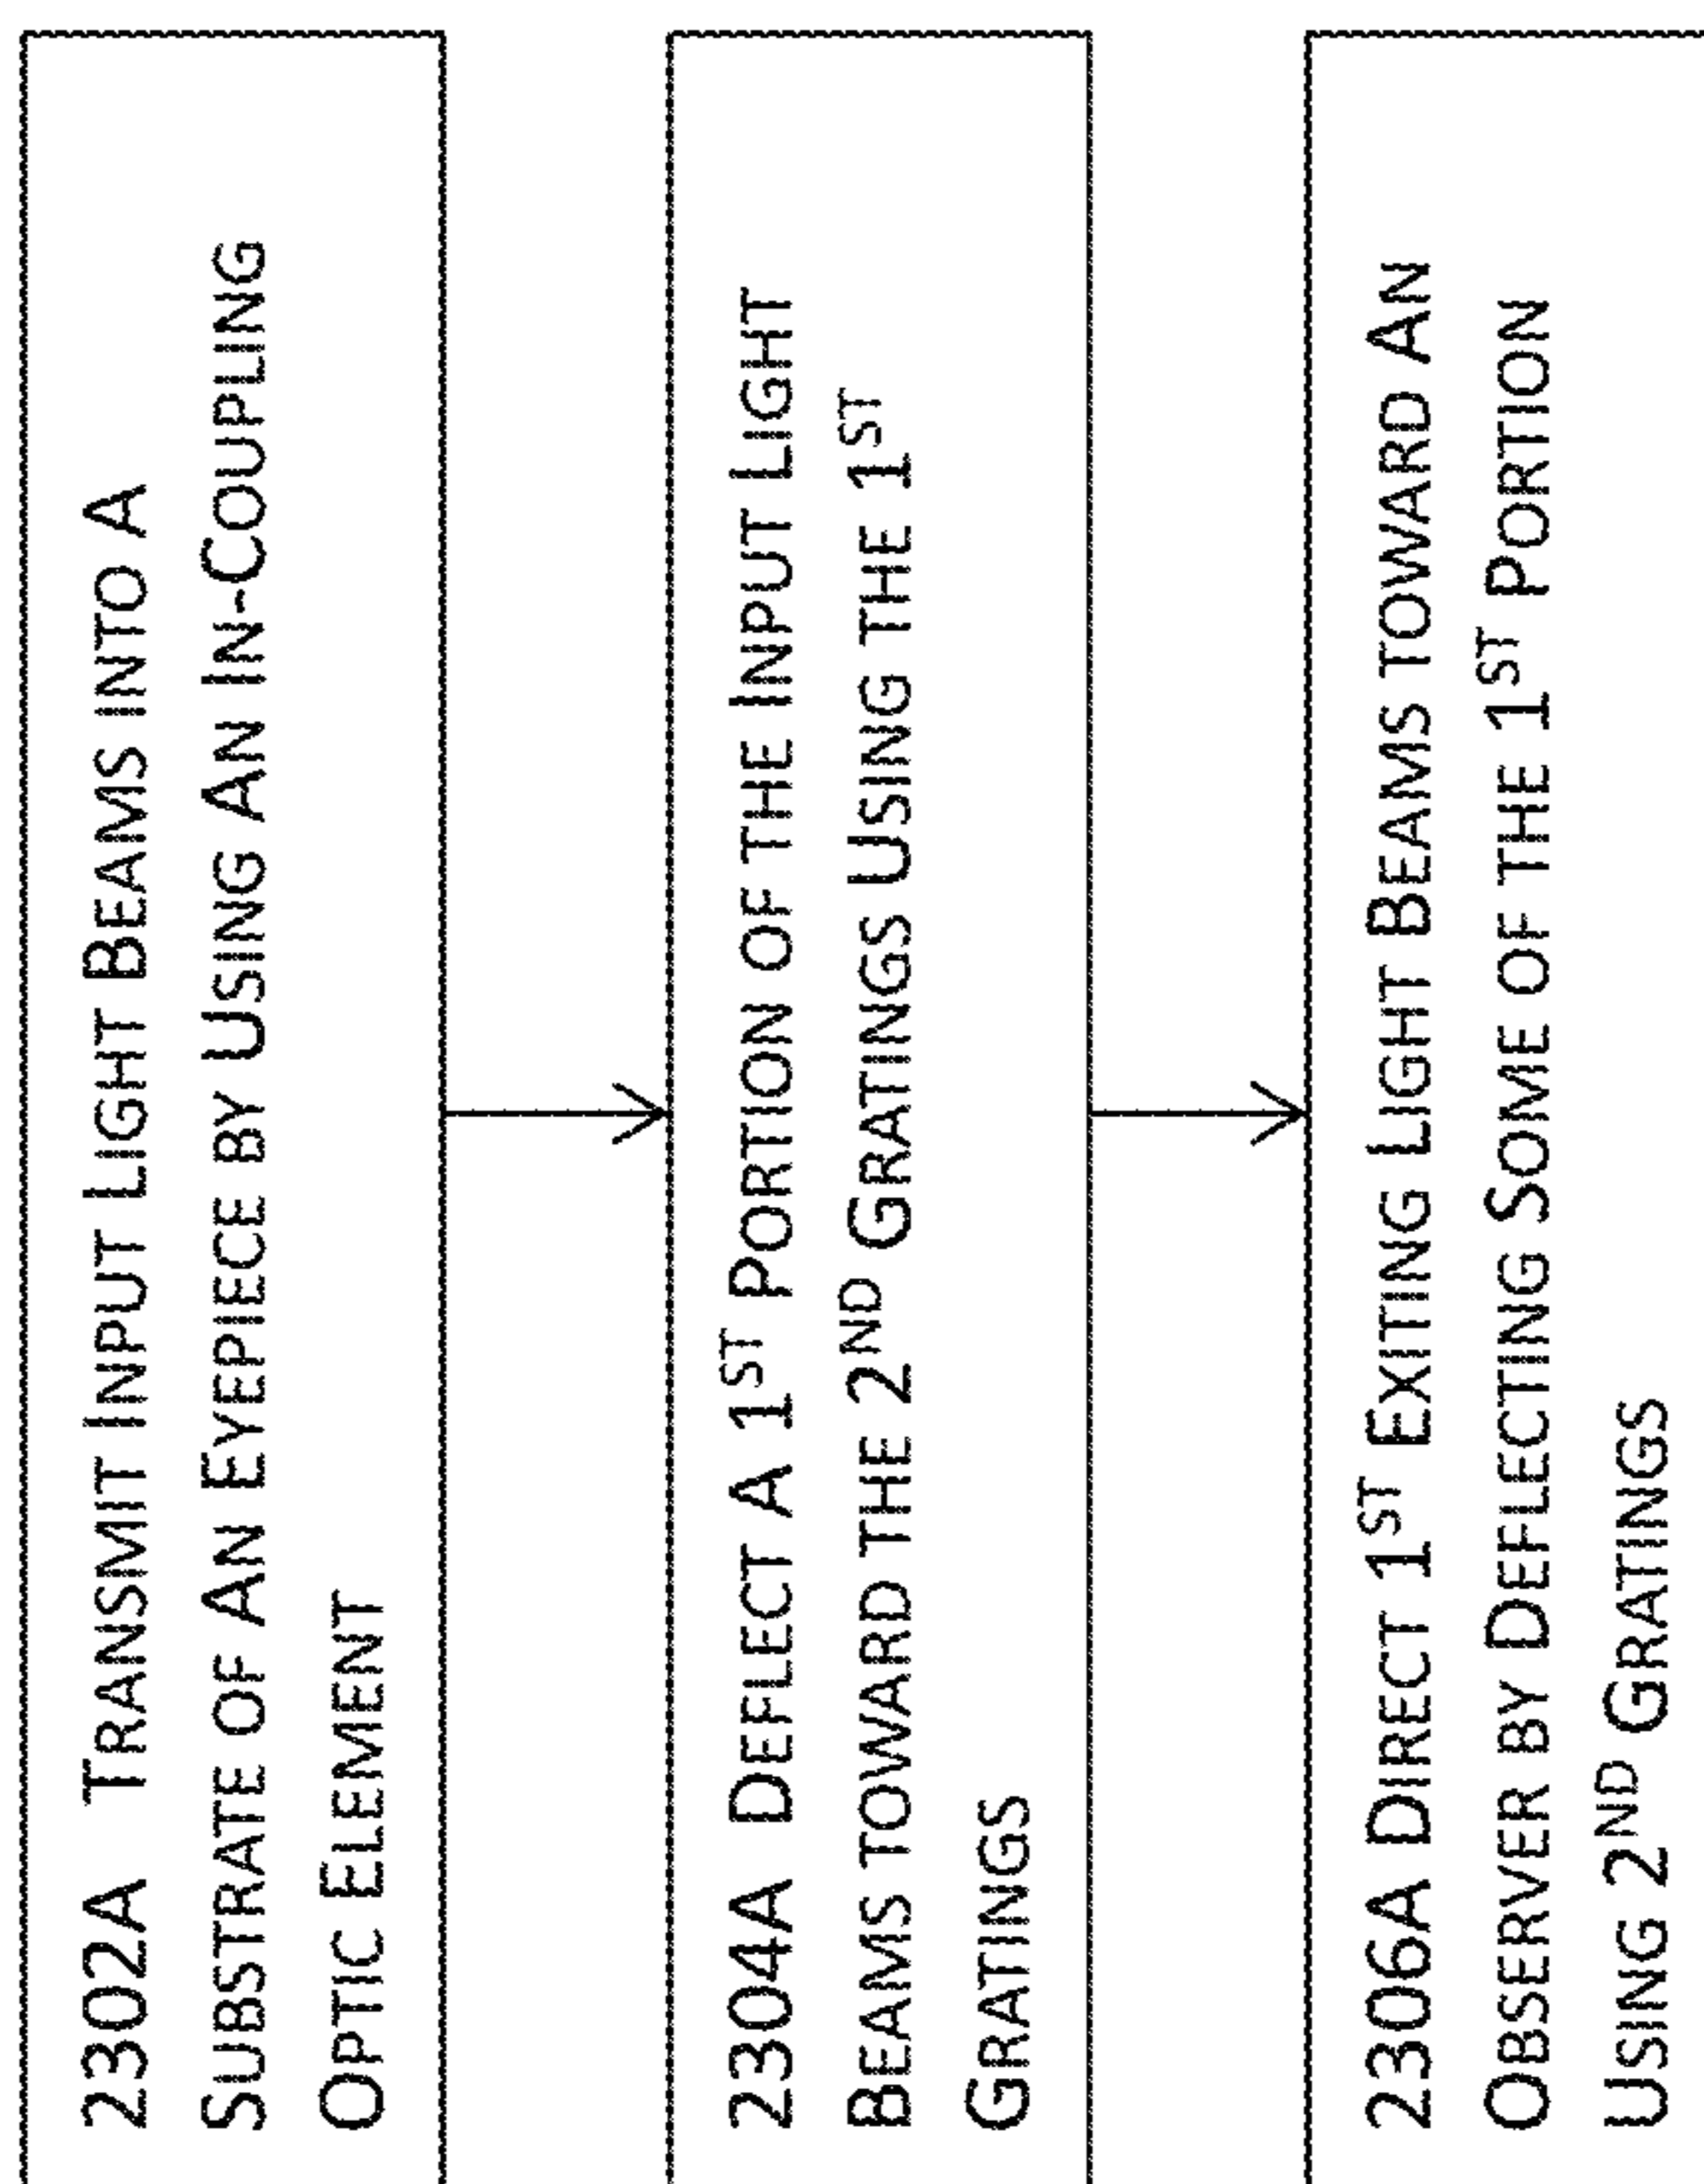 2302A TRANSMIT INPUT LIGHT BEAMS INTO A
SUBSTRATE OF AN EYEPIECE BY USING AN IN-COUPLING
OPTIC ELEMENT
2304A DEFLECT A 1ST PORTION OF THE INPUT LIGHT
BEAMS TOWARD THE 2ND GRATINGS USING THE 1ST
GRATINGS
2306A DIRECT 1ST EXITING LIGHT BEAMS TOWARD AN
OBSERVER BY DEFLECTING SOME OF THE 1ST PORTION
USING 2ND GRATINGS